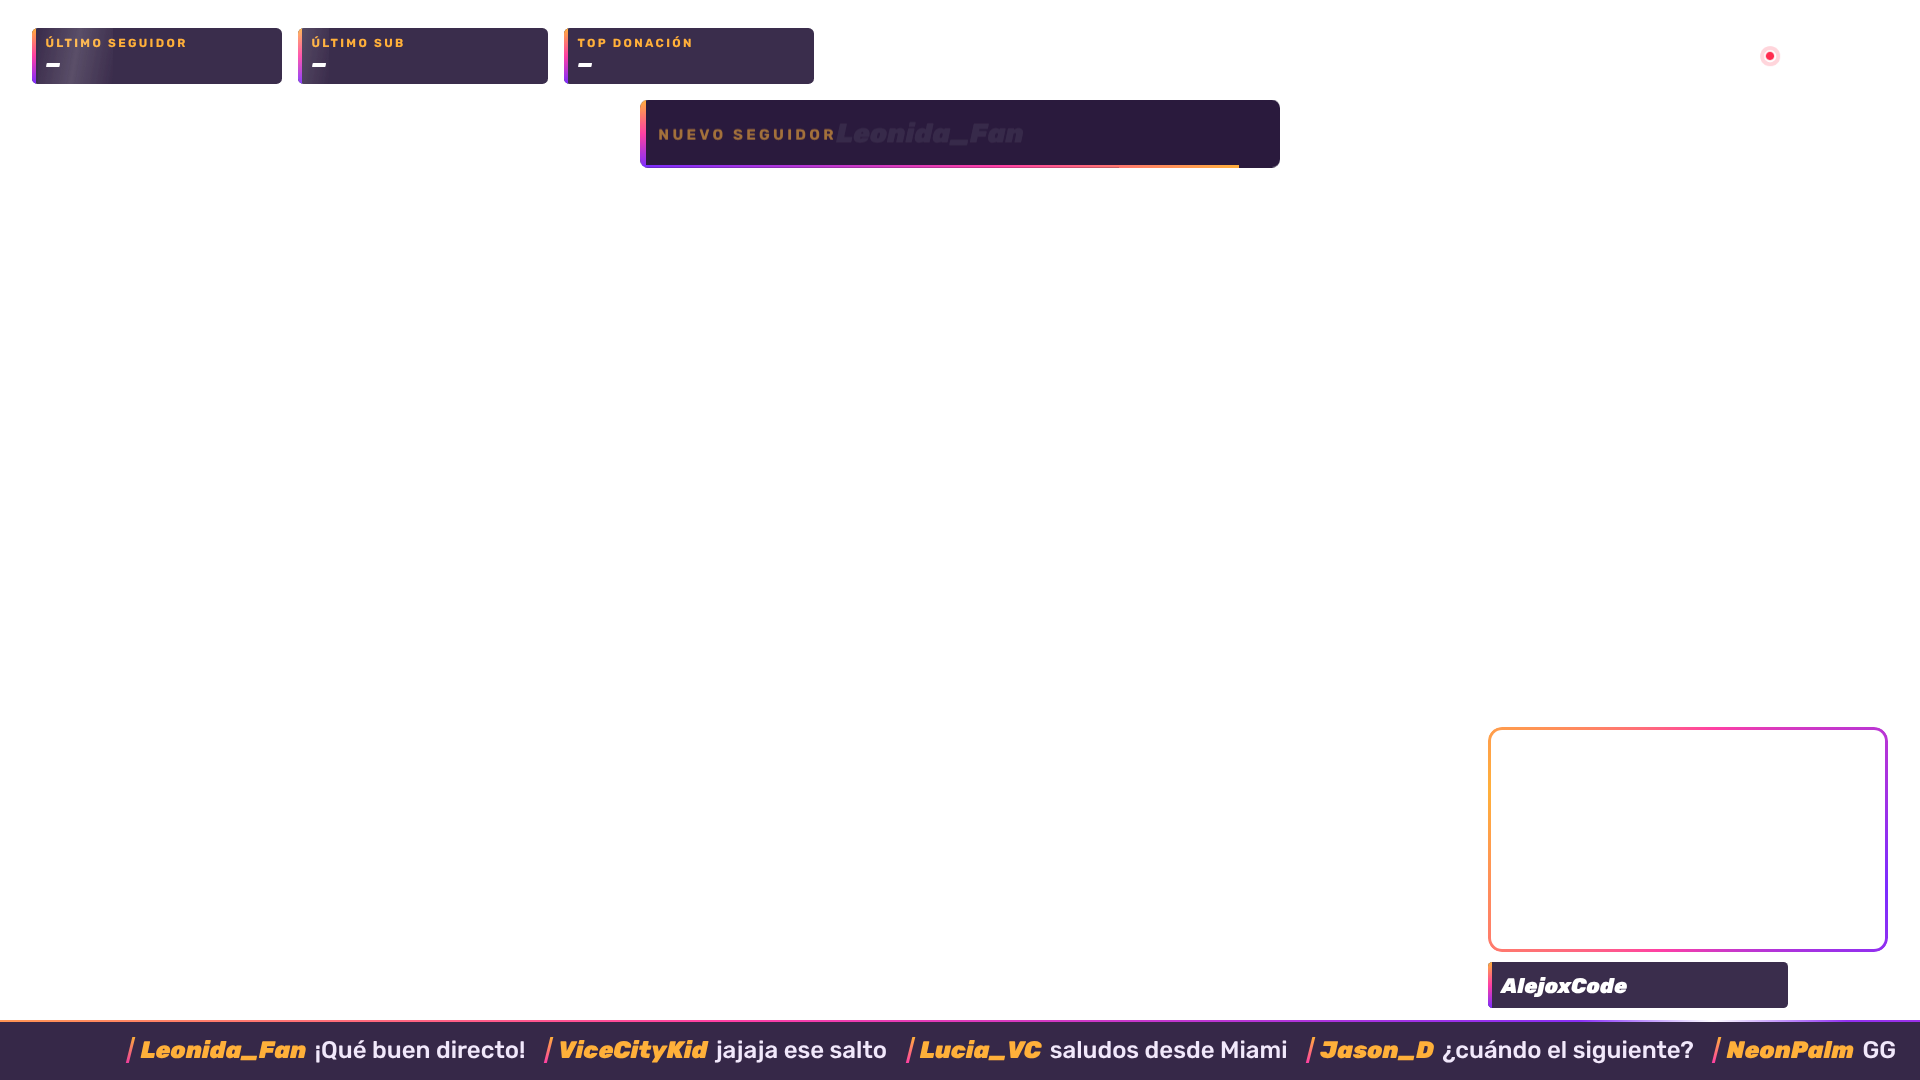 ÚLTIMO SEGUIDOR
–
ÚLTIMO SUB
–
TOP DONACIÓN
–
NUEVO SEGUIDOR Leonida_Fan
AlejoxCode
/ Leonida_Fan ¡Qué buen directo! / ViceCityKid jajaja ese salto / Lucia_VC saludos desde Miami / Jason_D ¿cuándo el siguiente? / NeonPalm GG